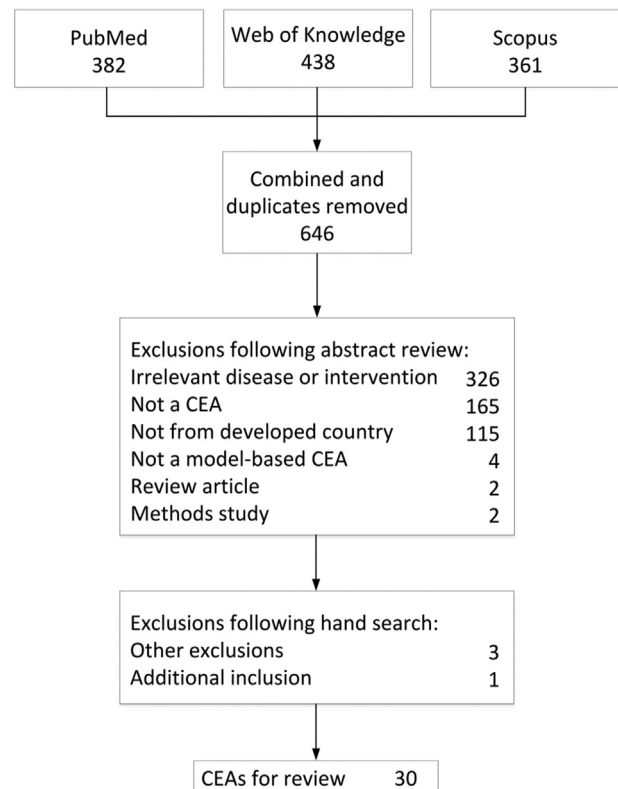 PubMed
382
Web of Knowledge
438
Scopus
361
Combined and
duplicates removed
646
Exclusions following abstract review:
Irrelevant disease or intervention 326
Not a CEA 165
Not from developed country 115
Not a model-based CEA 4
Review article 2
Methods study 2
Exclusions following hand search:
Other exclusions 3
Additional inclusion 1
CEAs for review 30